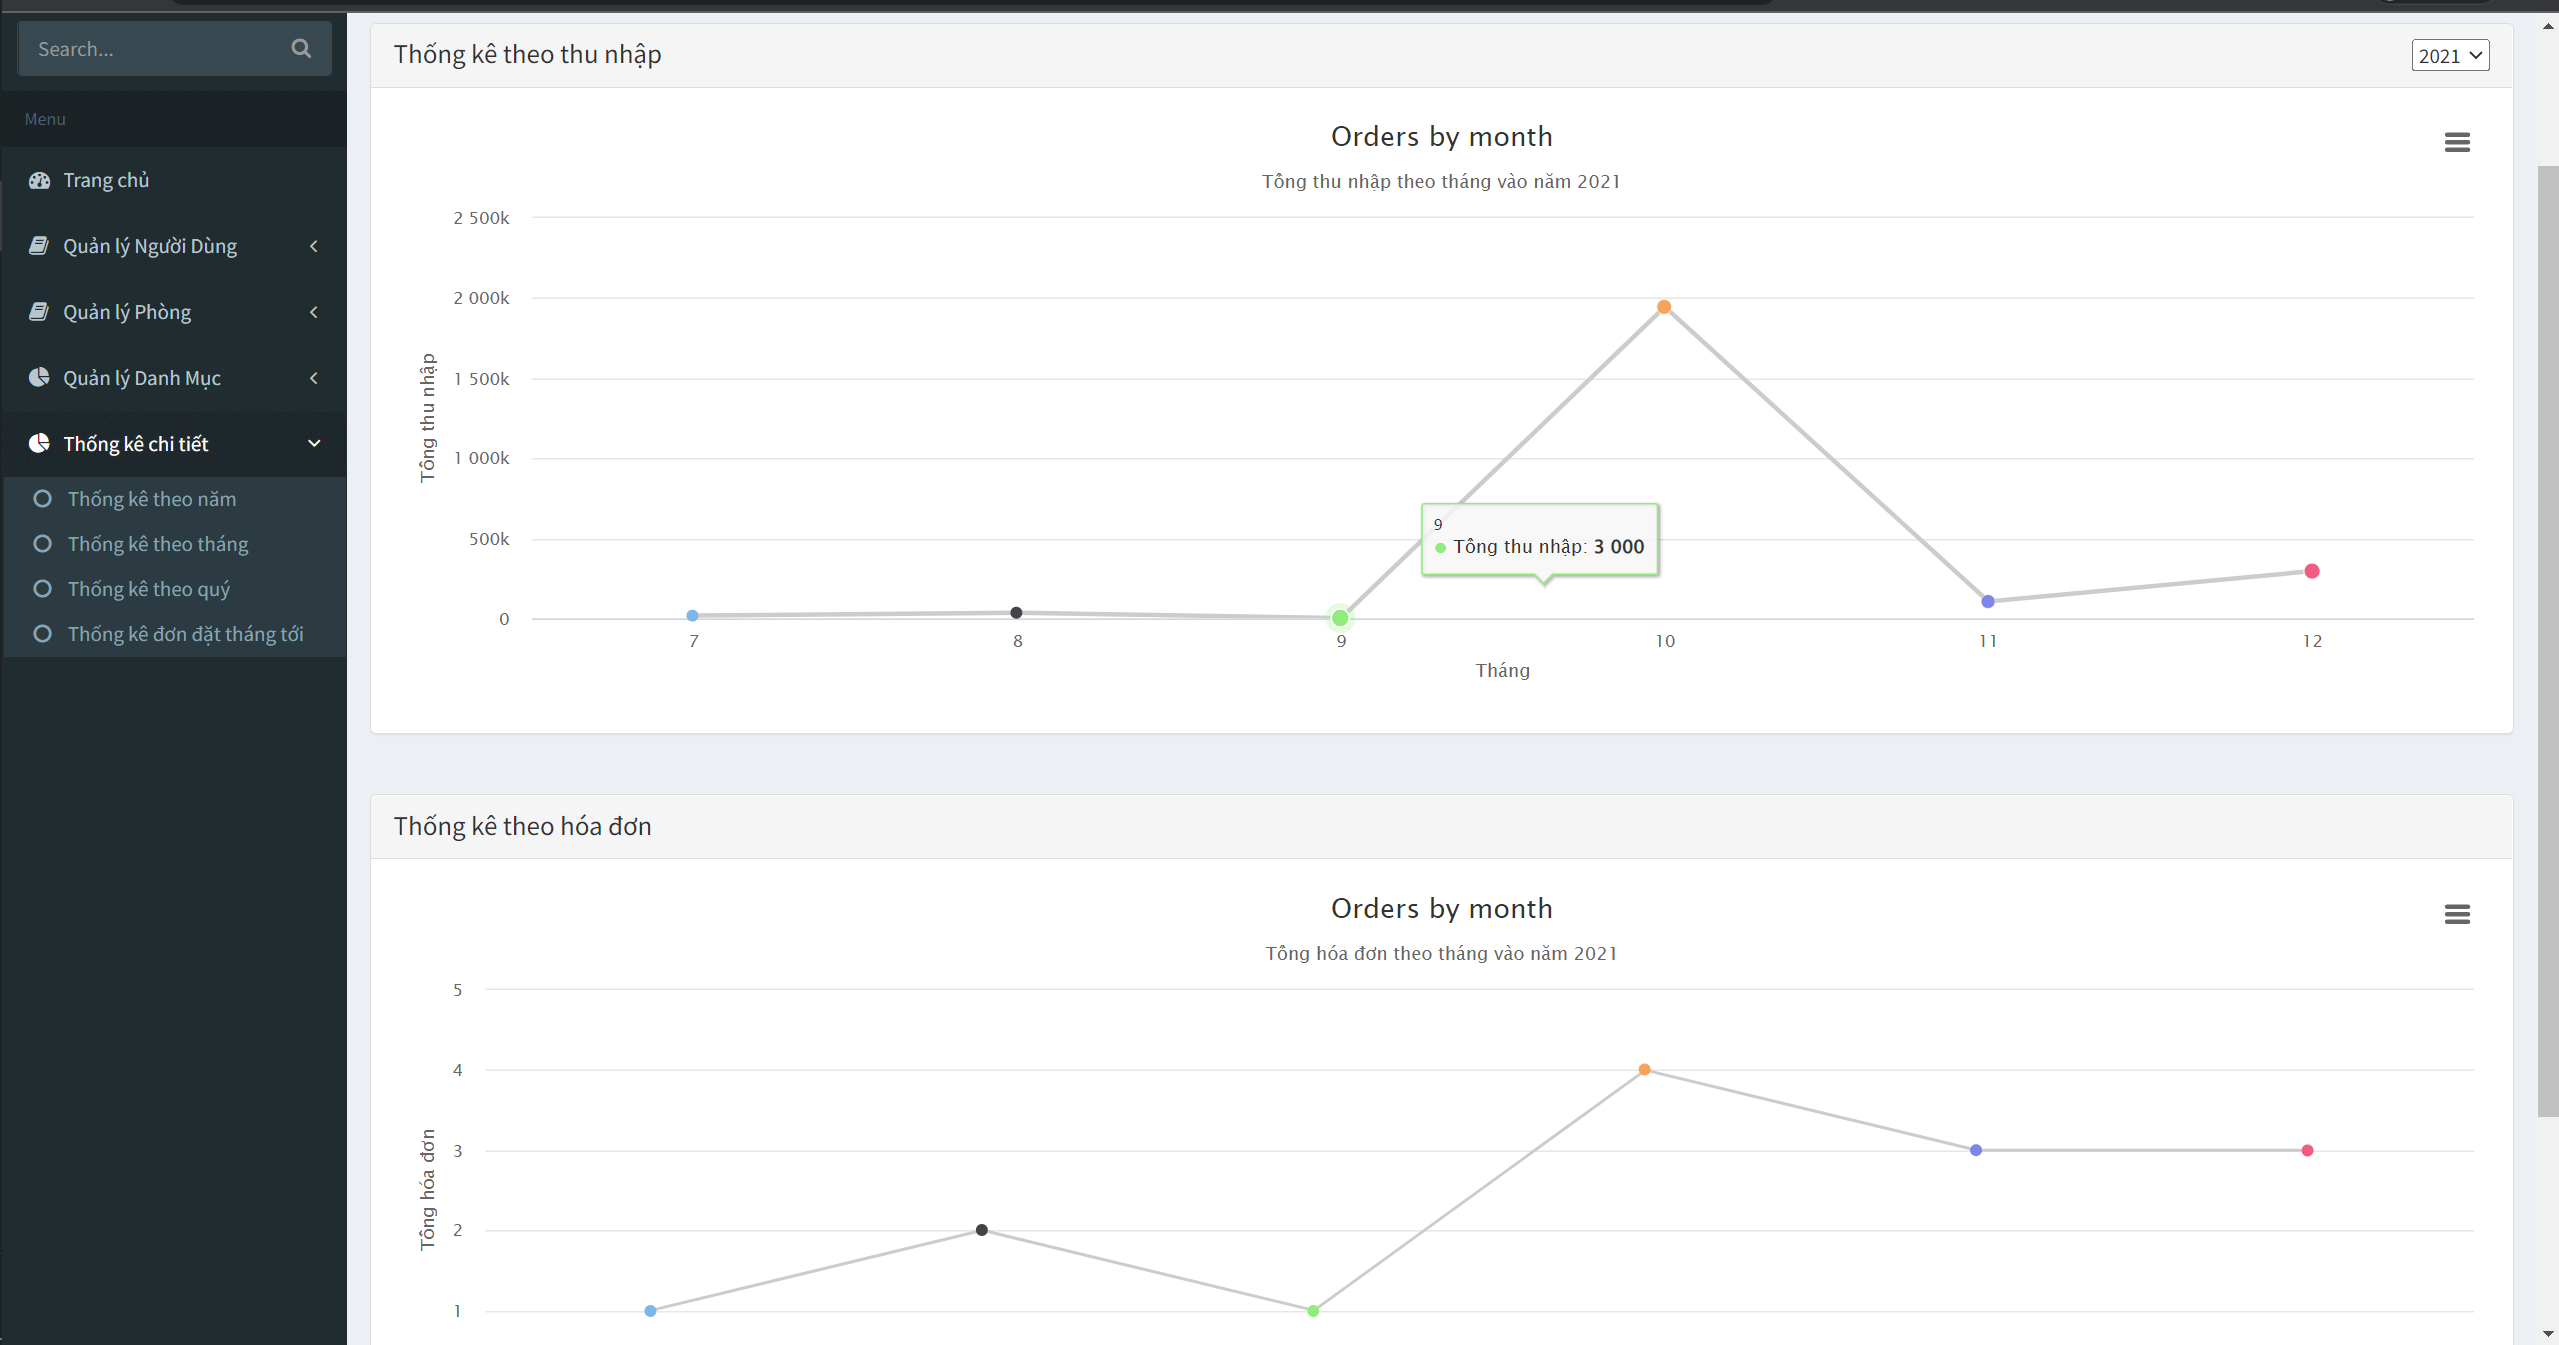 Search...
Menu
Trang chủ
Quản lý Người Dùng
Quản lý Phòng
Quản lý Danh Mục
Thống kê chi tiết
Thống kê theo năm
Thống kê theo tháng
Thống kê theo quý
Thống kê đơn đặt tháng tới
Thống kê theo thu nhập
2021
Orders by month
Tổng thu nhập theo tháng vào năm 2021
2 500k
2 000k
1 500k
1 000k
500k
0
Tổng thu nhập
9
Tổng thu nhập: 3 000
7 8 9 10 11 12
Tháng
Thống kê theo hóa đơn
Orders by month
Tổng hóa đơn theo tháng vào năm 2021
5
4
3
2
1
Tổng hóa đơn